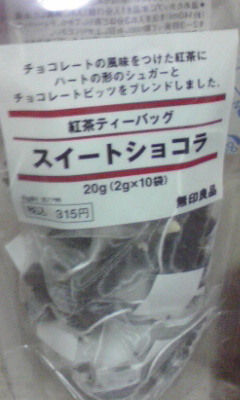 チョコレートの風味をつけた紅茶に
ハートの形のシュガーと
チョコレートビッツをブレンドしました。
紅茶ティーバッグ
スイートショコラ
20g(2g×10袋)
無印良品
税込 315円